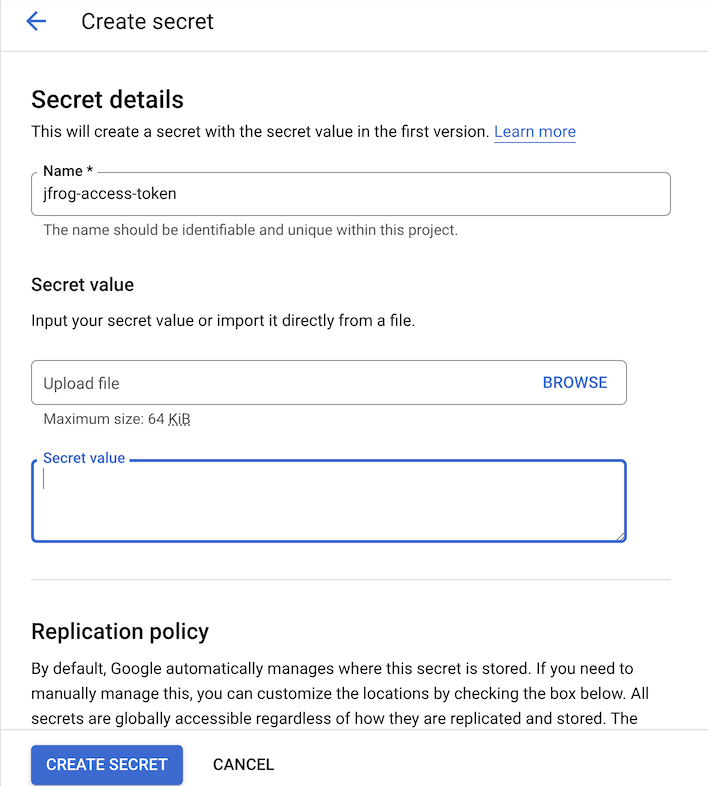 Create secret
Secret details
This will create a secret with the secret value in the first version. Learn more
Name *
jfrog-access-token
The name should be identifiable and unique within this project.
Secret value
Input your secret value or import it directly from a file.
Upload file
BROWSE
Maximum size: 64 KiB
Secret value
Replication policy
By default, Google automatically manages where this secret is stored. If you need to
manually manage this, you can customize the locations by checking the box below. All
secrets are globally accessible regardless of how they are replicated and stored. The
CREATE SECRET
CANCEL